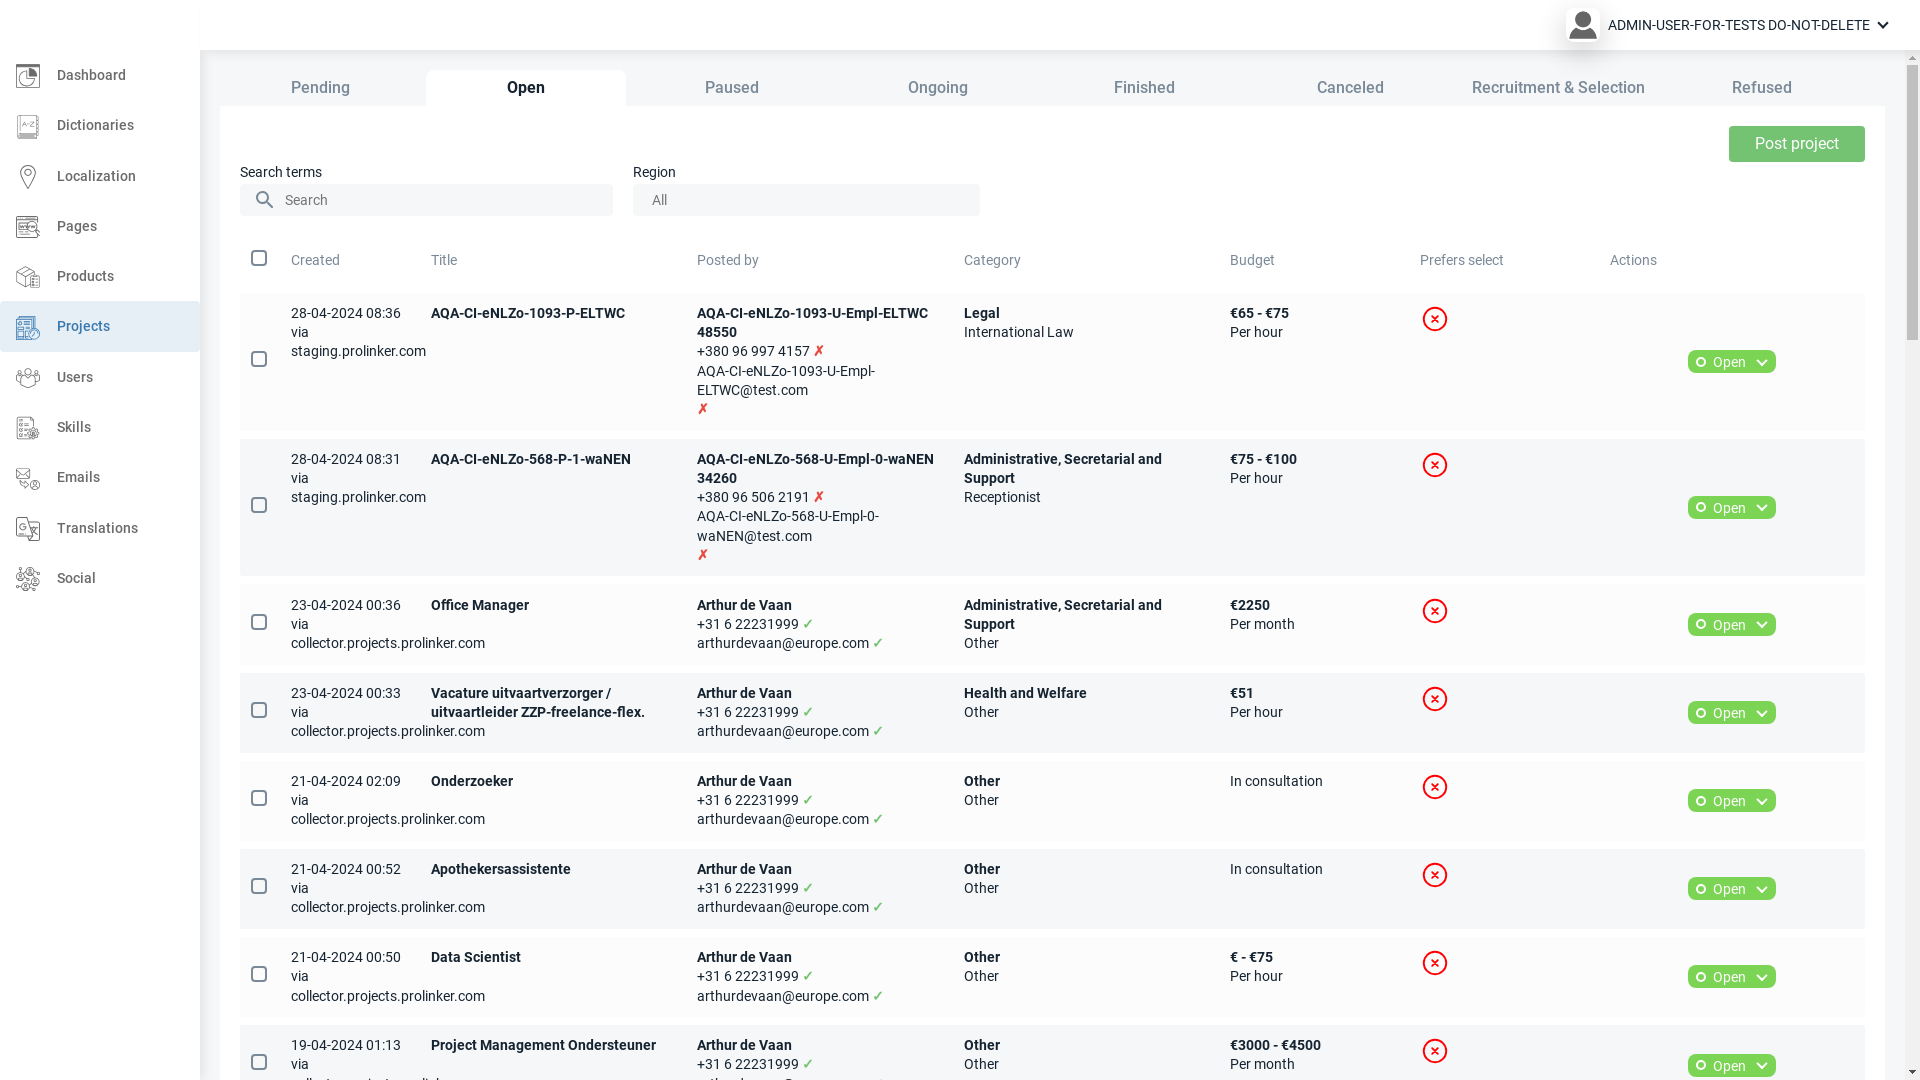 ADMIN-USER-FOR-TESTS DO-NOT-DELETE
Dashboard
Dictionaries
Localization
Pages
Products
Projects
Users
Skills
Emails
Translations
Social
Pending Open Paused Ongoing Finished Canceled Recruitment & Selection Refused
Post project
Search terms Region
Search All
Created Title Posted by Category Budget Prefers select Actions
28-04-2024 08:36 AQA-CI-eNLZo-1093-P-ELTWC AQA-CI-eNLZo-1093-U-Empl-ELTWC Legal €65 - €75
via 48550 International Law Per hour
staging.prolinker.com +380 96 997 4157 ✗
Open
AQA-CI-eNLZo-1093-U-Empl-
ELTWC@test.com
✗
28-04-2024 08:31 AQA-CI-eNLZo-568-P-1-waNEN AQA-CI-eNLZo-568-U-Empl-0-waNEN Administrative, Secretarial and €75 - €100
via 34260 Support Per hour
staging.prolinker.com +380 96 506 2191 ✗ Receptionist
Open
AQA-CI-eNLZo-568-U-Empl-0-
waNEN@test.com
✗
23-04-2024 00:36 Office Manager Arthur de Vaan Administrative, Secretarial and €2250
via +31 6 22231999 ✓ Support Per month Open
collector.projects.prolinker.com arthurdevaan@europe.com ✓ Other
23-04-2024 00:33 Vacature uitvaartverzorger / Arthur de Vaan Health and Welfare €51
via uitvaartleider ZZP-freelance-flex. +31 6 22231999 ✓ Other Per hour Open
collector.projects.prolinker.com arthurdevaan@europe.com ✓
21-04-2024 02:09 Onderzoeker Arthur de Vaan Other In consultation
via +31 6 22231999 ✓ Other Open
collector.projects.prolinker.com arthurdevaan@europe.com ✓
21-04-2024 00:52 Apothekersassistente Arthur de Vaan Other In consultation
via +31 6 22231999 ✓ Other Open
collector.projects.prolinker.com arthurdevaan@europe.com ✓
21-04-2024 00:50 Data Scientist Arthur de Vaan Other € - €75
via +31 6 22231999 ✓ Other Per hour Open
collector.projects.prolinker.com arthurdevaan@europe.com ✓
19-04-2024 01:13 Project Management Ondersteuner Arthur de Vaan Other €3000 - €4500
via +31 6 22231999 ✓ Other Per month Open